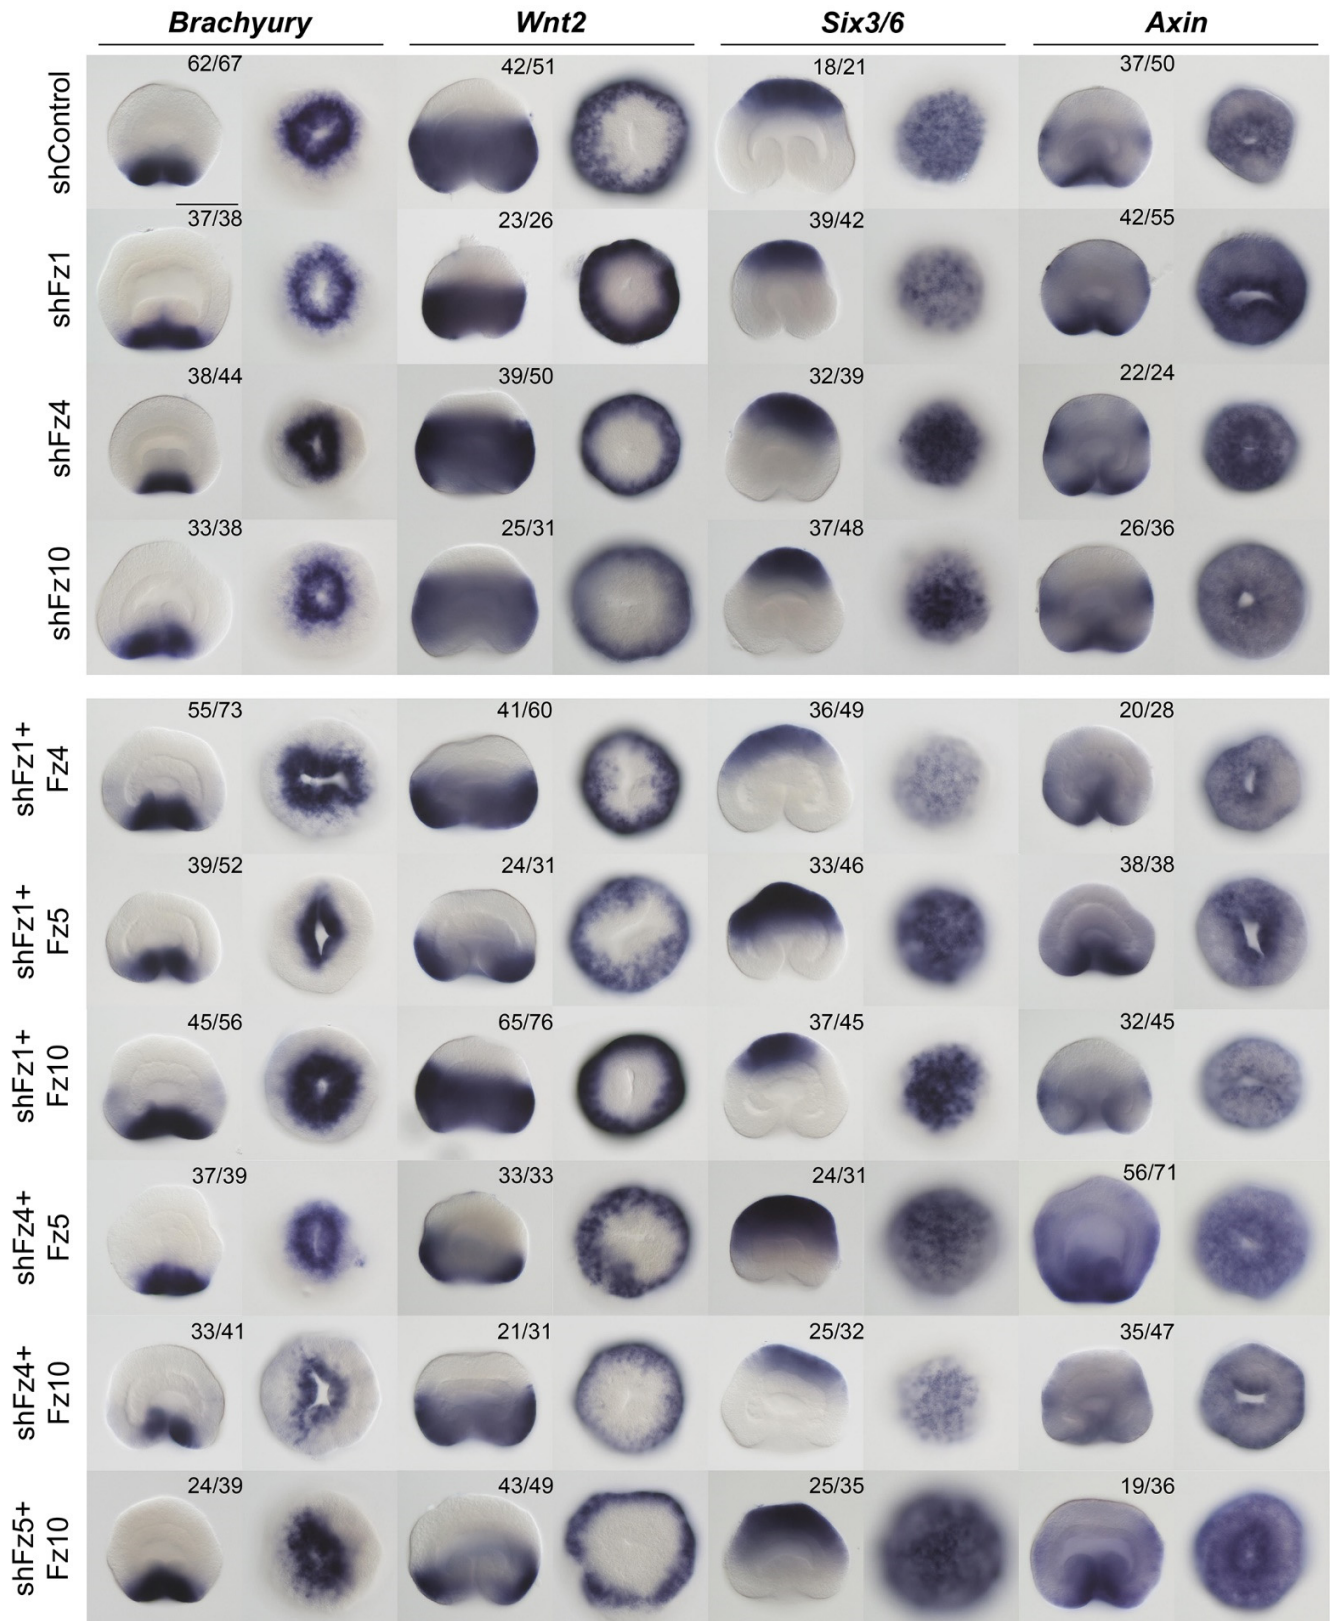 Brachyury Wnt2 Six3/6 Axin
shControl 62/67 42/51 18/21 37/50
shFz1 37/38 23/26 39/42 42/55
shFz4 38/44 39/50 32/39 22/24
shFz10 33/38 25/31 37/48 26/36
shFz1+
Fz4 55/73 41/60 36/49 20/28
shFz1+
Fz5 39/52 24/31 33/46 38/38
shFz1+
Fz10 45/56 65/76 37/45 32/45
shFz4+
Fz5 37/39 33/33 24/31 56/71
shFz4+
Fz10 33/41 21/31 25/32 35/47
shFz5+
Fz10 24/39 43/49 25/35 19/36